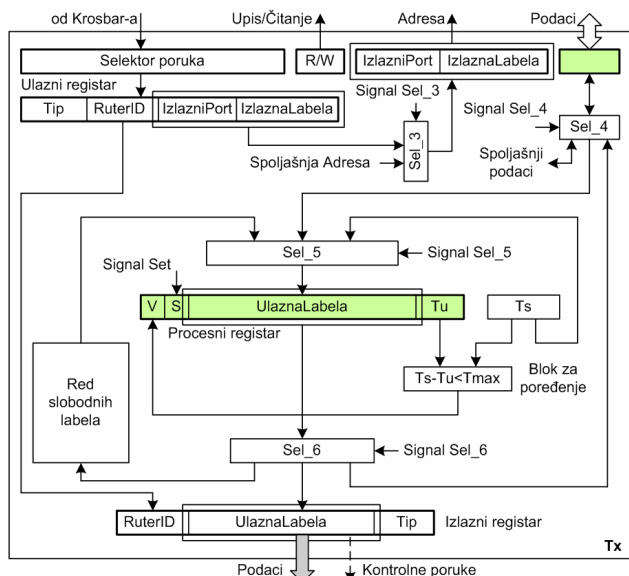 od Krosbar-a
Upis/Čitanje
Adresa
Podaci
Selektor poruka
R/W
IzlazniPort
IzlaznaLabela
Ulazni registar
Tip
RuterID
IzlazniPort
IzlaznaLabela
Signal Sel_3
Sel_3
Signal Sel_4
Sel_4
Spoljašnja Adresa
Spoljašnji
podaci
Sel_5
Signal Sel_5
Signal Set
V
S
UlaznaLabela
Tu
Ts
Procesni registar
Red
slobodnih
labela
Ts-Tu<Tmax
Blok za
poređenje
Sel_6
Signal Sel_6
RuterID
UlaznaLabela
Tip
Izlazni registar
Tx
Podaci
Kontrolne poruke